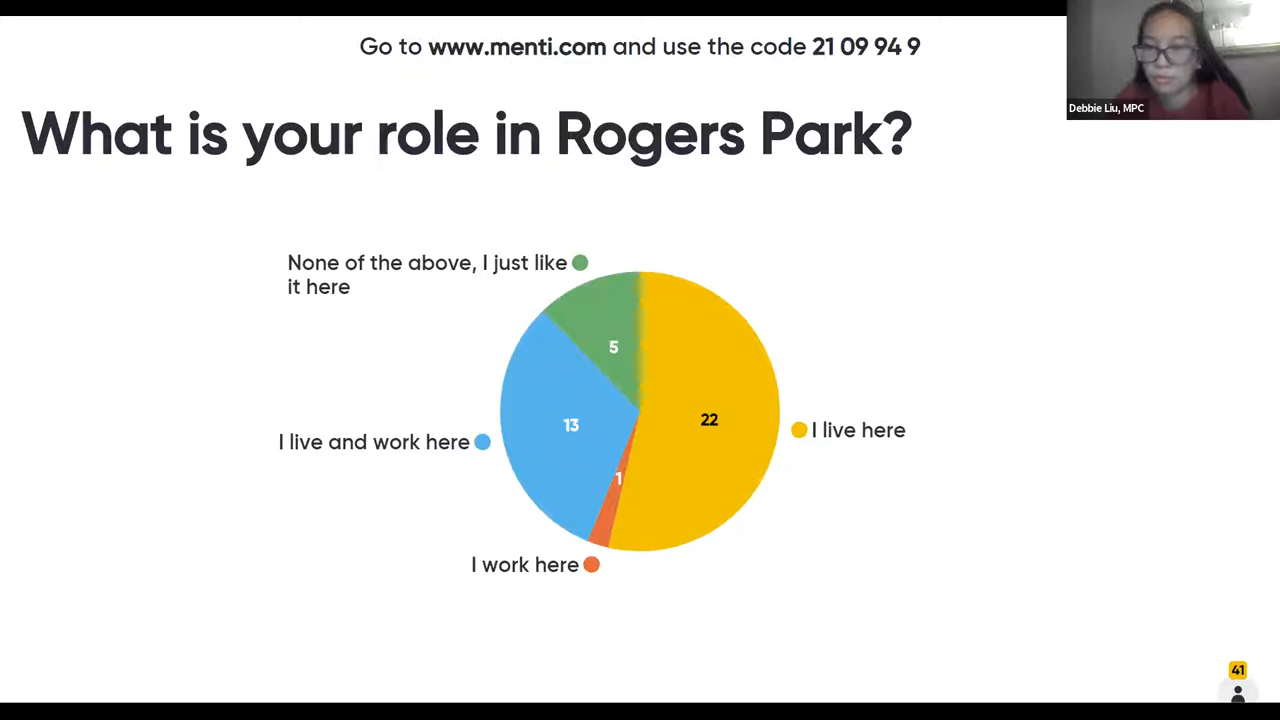 Go to www.menti.com and use the code 21 09 94 9
Debbie Liu, MPC
What is your role in Rogers Park?
None of the above, I just like
it here
5
13
22
I live here
I live and work here
1
I work here
41